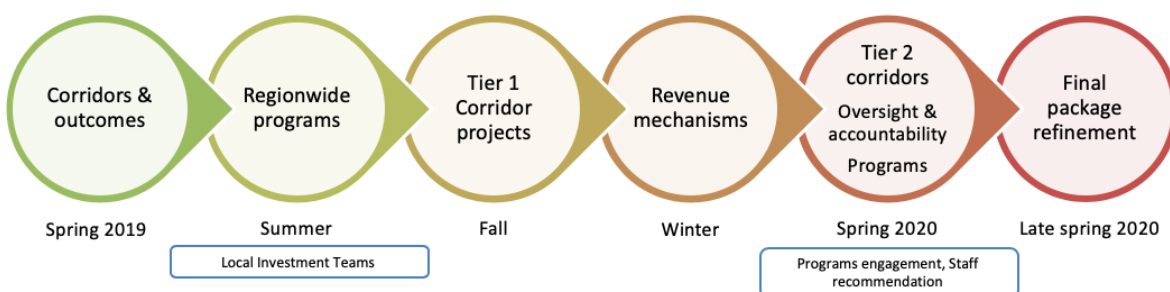 Corridors &
outcomes
Regionwide
programs
Tier 1
Corridor
projects
Revenue
mechanisms
Tier 2
corridors
Oversight &
accountability
Programs
Final
package
refinement
Spring 2019
Summer
Fall
Winter
Spring 2020
Late spring 2020
Local Investment Teams
Programs engagement, Staff
recommendation